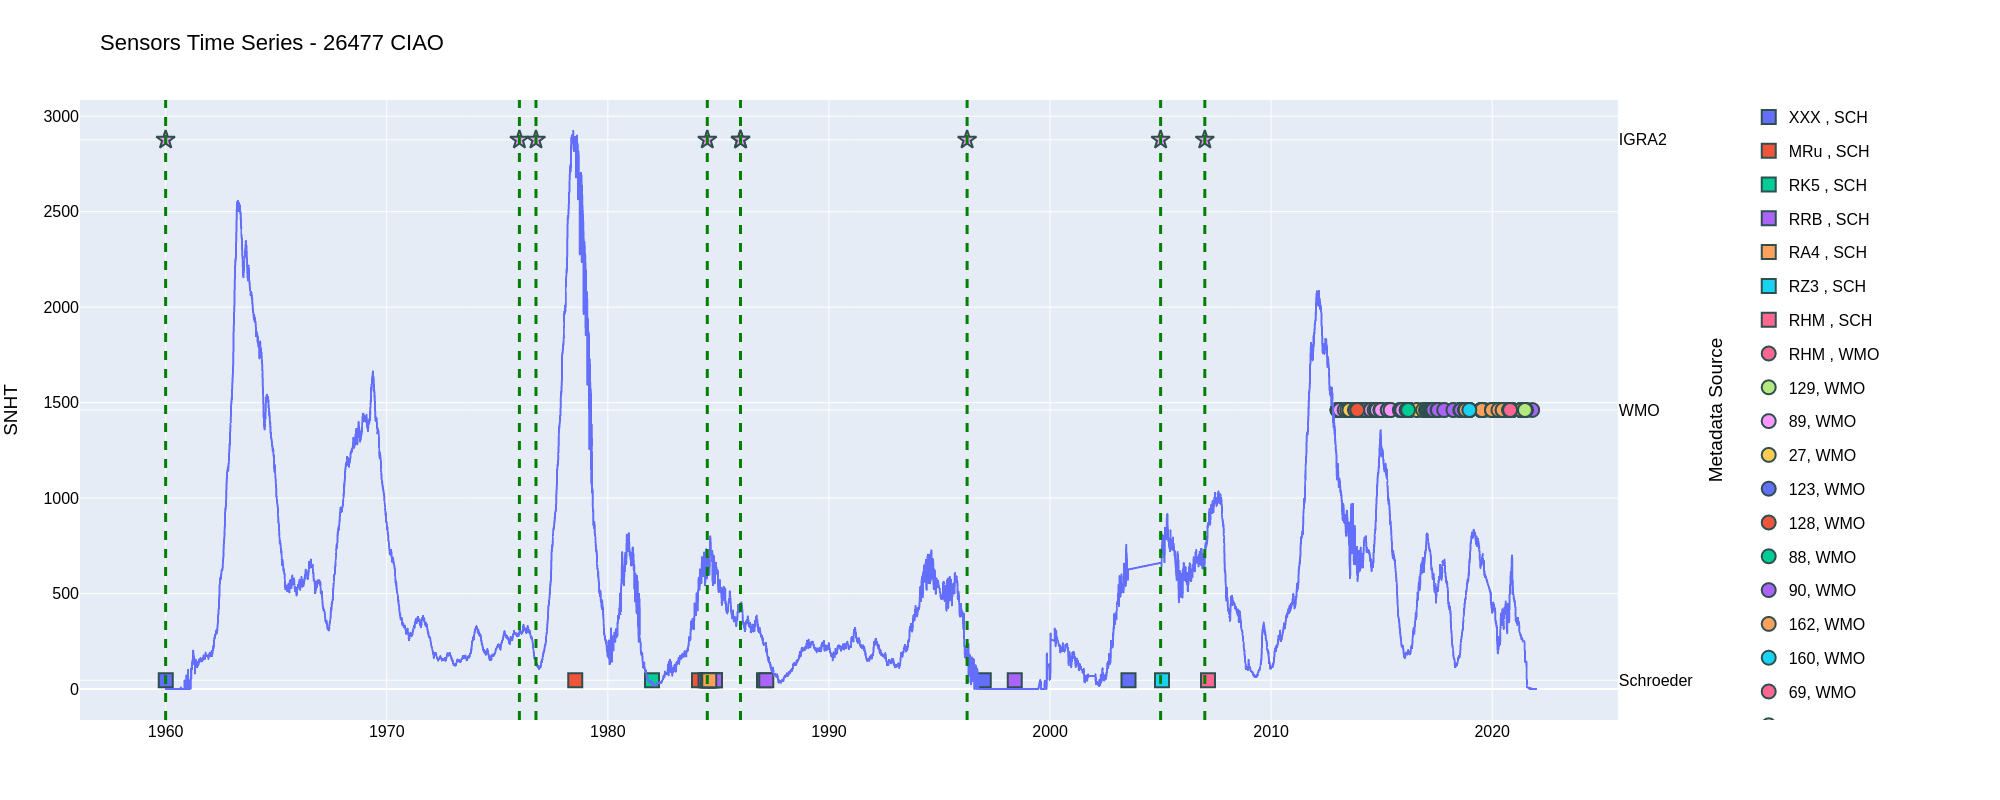 Sensors Time Series - 26477 CIAO
SNHT
3000
2500
2000
1500
1000
500
0
1960
1970
1980
1990
2000
2010
2020
IGRA2
WMO
Schroeder
Metadata Source
XXX , SCH
MRu , SCH
RK5 , SCH
RRB , SCH
RA4 , SCH
RZ3 , SCH
RHM , SCH
RHM , WMO
129, WMO
89, WMO
27, WMO
123, WMO
128, WMO
88, WMO
90, WMO
162, WMO
160, WMO
69, WMO